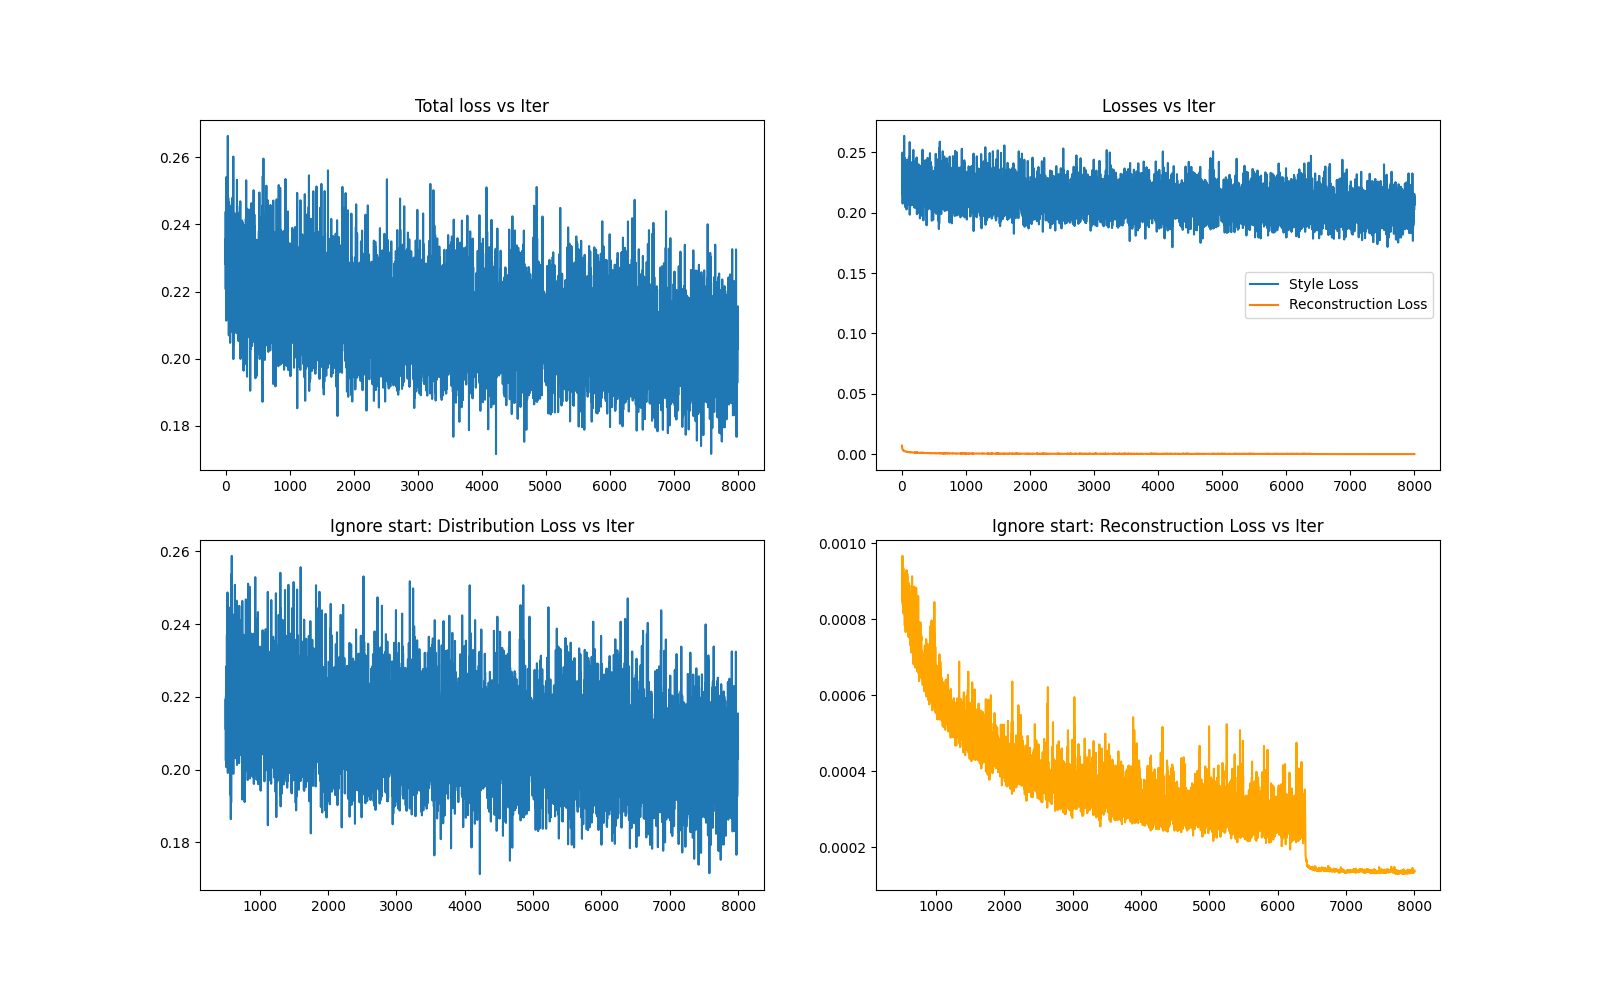 Total loss vs Iter
0.26
0.24
0.22
0.20
0.18
0 1000 2000 3000 4000 5000 6000 7000 8000
Losses vs Iter
0.25
0.20
0.15
0.10
0.05
0.00
Style Loss
Reconstruction Loss
0 1000 2000 3000 4000 5000 6000 7000 8000
Ignore start: Distribution Loss vs Iter
0.26
0.24
0.22
0.20
0.18
1000 2000 3000 4000 5000 6000 7000 8000
Ignore start: Reconstruction Loss vs Iter
0.0010
0.0008
0.0006
0.0004
0.0002
1000 2000 3000 4000 5000 6000 7000 8000